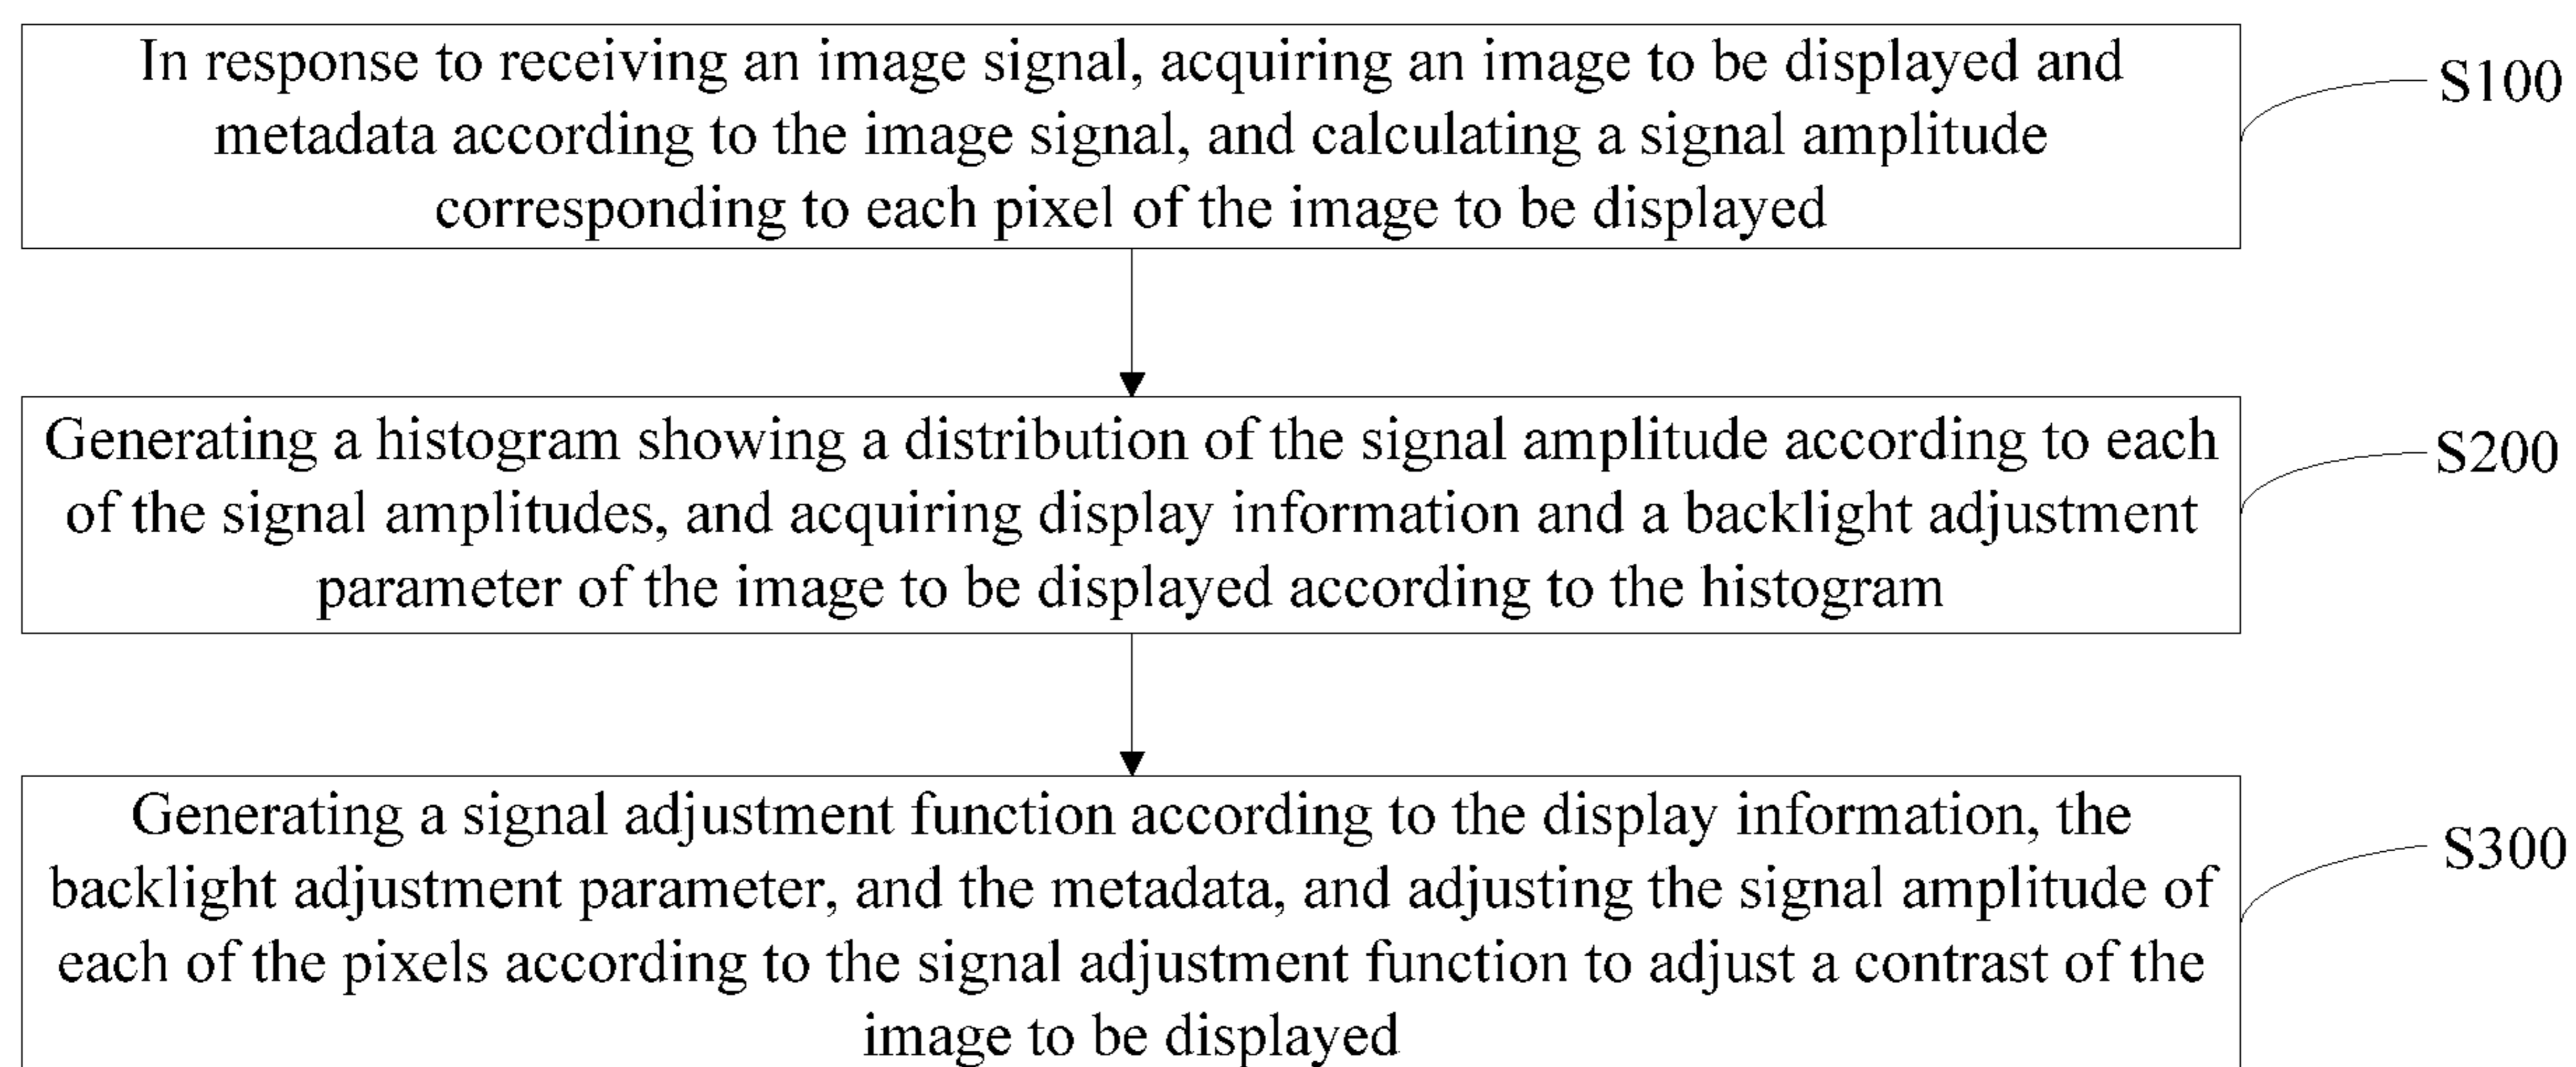 In response to receiving an image signal, acquiring an image to be displayed and
metadata according to the image signal, and calculating a signal amplitude
corresponding to each pixel of the image to be displayed
S100
Generating a histogram showing a distribution of the signal amplitude according to each
of the signal amplitudes, and acquiring display information and a backlight adjustment
parameter of the image to be displayed according to the histogram
S200
Generating a signal adjustment function according to the display information, the
backlight adjustment parameter, and the metadata, and adjusting the signal amplitude of
each of the pixels according to the signal adjustment function to adjust a contrast of the
image to be displayed
S300